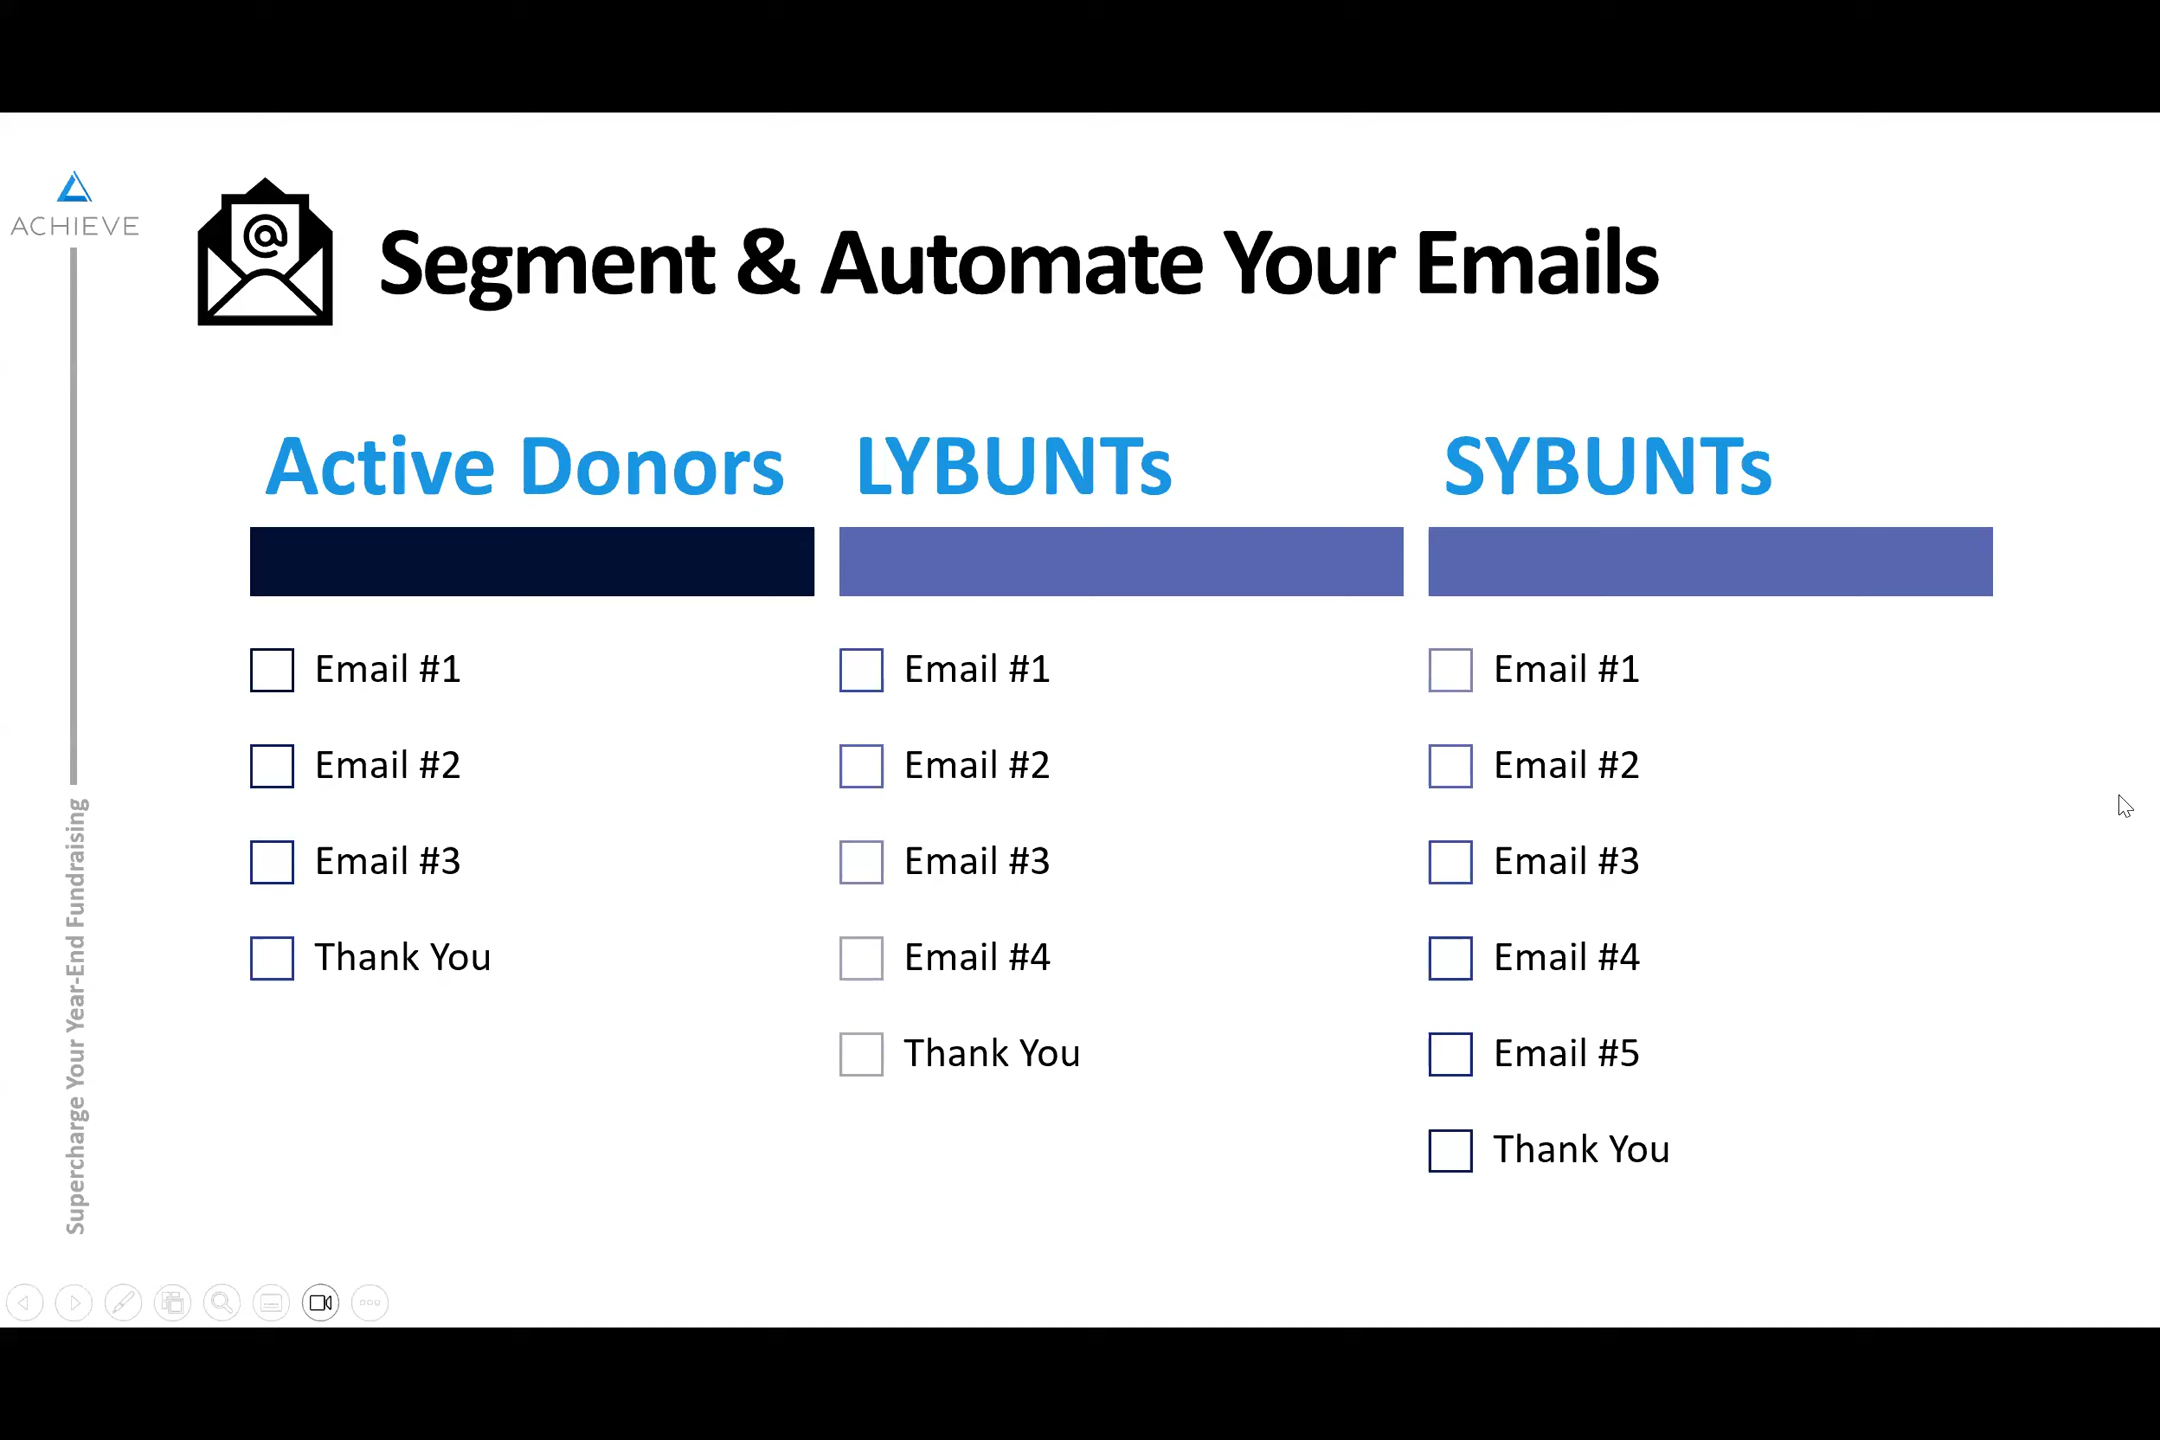 ACHIEVE
Supercharge Your Year-End Fundraising
@
Segment & Automate Your Emails
Active Donors
Email #1
Email #2
Email #3
Thank You
LYBUNTs
Email #1
Email #2
Email #3
Email #4
Thank You
SYBUNTs
Email #1
Email #2
Email #3
Email #4
Email #5
Thank You